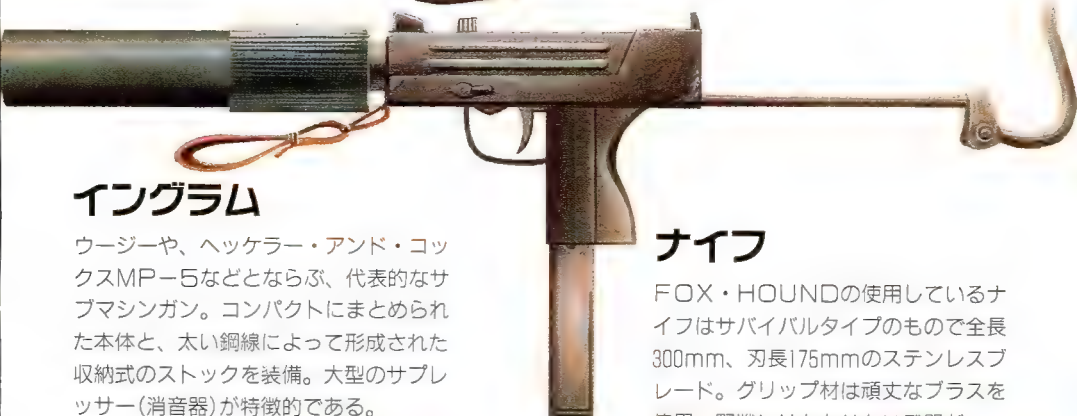 イングラム
ウージーや、ヘッケラー・アンド・コッ
クスMP－5などとならぶ、代表的なサ
ブマシンガン。コンパクトにまとめられ
た本体と、太い鋼線によって形成された
収納式のストックを装備。大型のサプレ
ッサー(消音器)が特徴的である。
ナイフ
FOX・HOUNDの使用しているナ
イフはサバイバルタイプのもので全長
300mm、刃長175mmのステンレスブ
レード。グリップ材は頑丈なブラスを